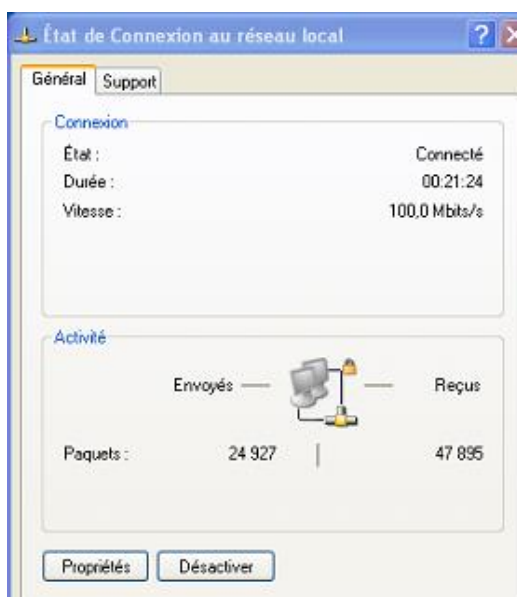 État de Connexion au réseau local
Général Support
Connexion
État : Connecté
Durée : 00:21:24
Vitesse : 100,0 Mbits/s
Activité
Envoyés Reçus
Paquets : 24 927 47 895
Propriétés Désactiver